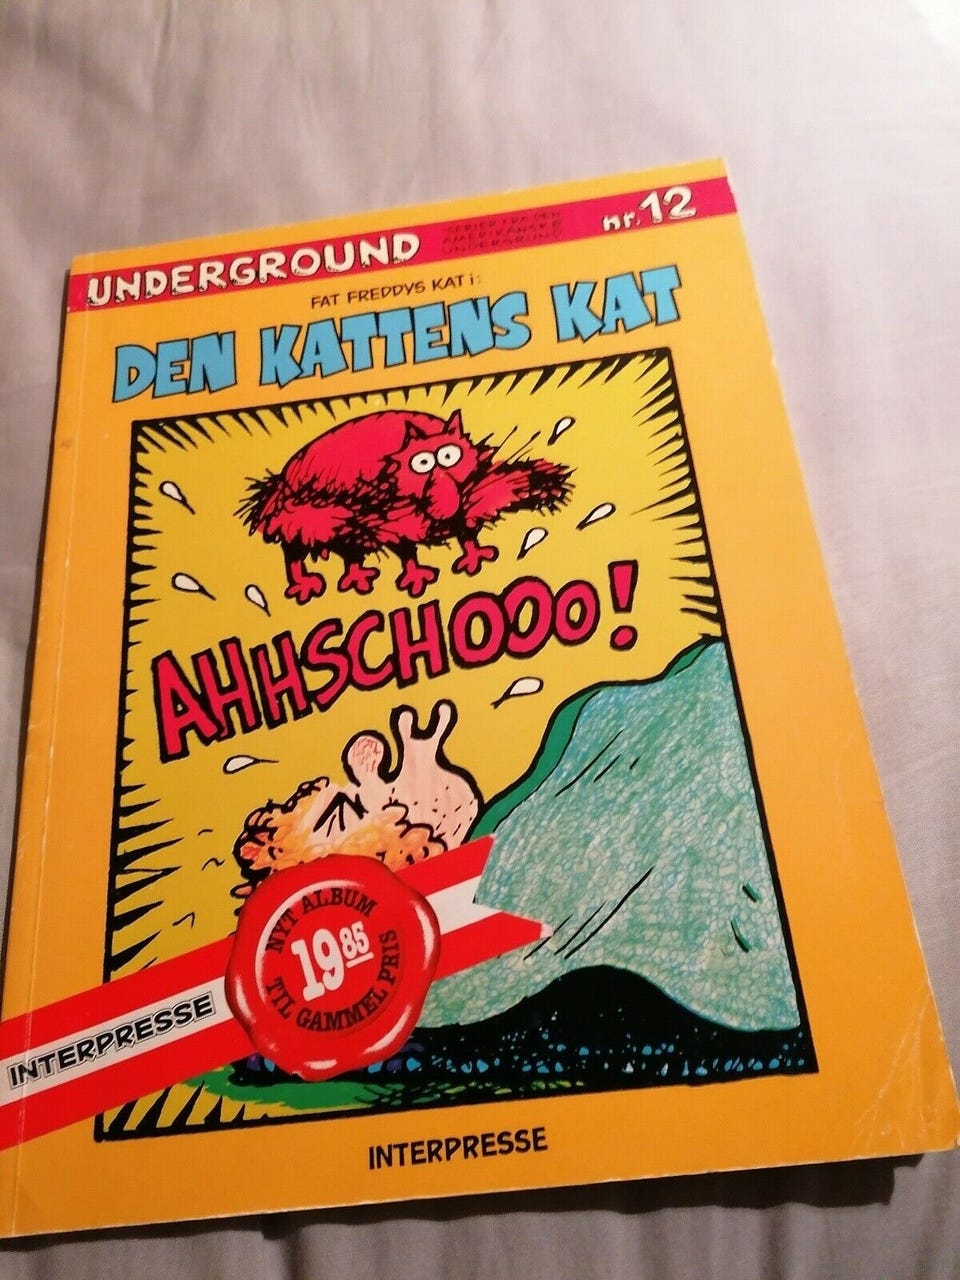 UNDERGROUND
SERIER FRA DEN
AMERIKANSKE
UNDERGRUND
nr. 12
FAT FREDDYS KAT i:
DEN KATTENS KAT
AHHSCHOOO!
NYT ALBUM
19 85
TIL GAMMEL PRIS
INTERPRESSE
INTERPRESSE